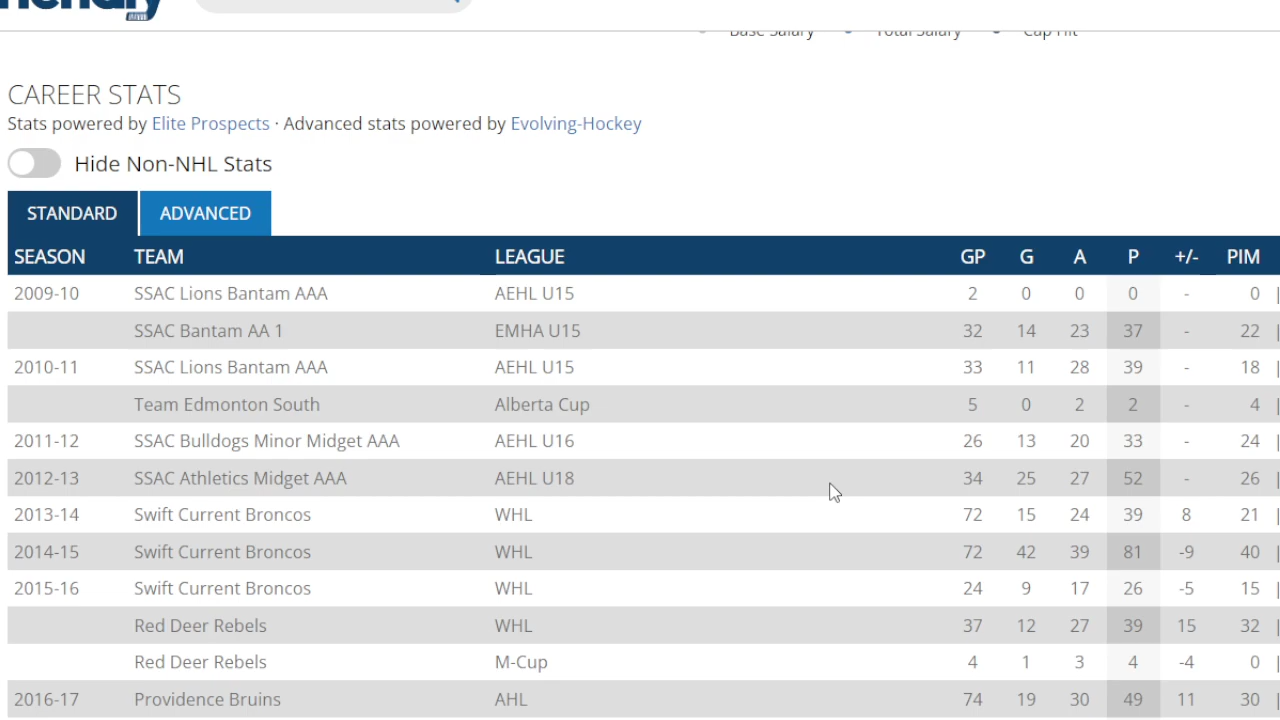 Base Salary Total Salary Cap Hit
CAREER STATS
Stats powered by Elite Prospects · Advanced stats powered by Evolving-Hockey
Hide Non-NHL Stats
STANDARD ADVANCED
SEASON TEAM LEAGUE GP G A P +/- PIM
2009-10 SSAC Lions Bantam AAA AEHL U15 2 0 0 0 - 0
SSAC Bantam AA 1 EMHA U15 32 14 23 37 - 22
2010-11 SSAC Lions Bantam AAA AEHL U15 33 11 28 39 - 18
Team Edmonton South Alberta Cup 5 0 2 2 - 4
2011-12 SSAC Bulldogs Minor Midget AAA AEHL U16 26 13 20 33 - 24
2012-13 SSAC Athletics Midget AAA AEHL U18 34 25 27 52 - 26
2013-14 Swift Current Broncos WHL 72 15 24 39 8 21
2014-15 Swift Current Broncos WHL 72 42 39 81 -9 40
2015-16 Swift Current Broncos WHL 24 9 17 26 -5 15
Red Deer Rebels WHL 37 12 27 39 15 32
Red Deer Rebels M-Cup 4 1 3 4 -4 0
2016-17 Providence Bruins AHL 74 19 30 49 11 30